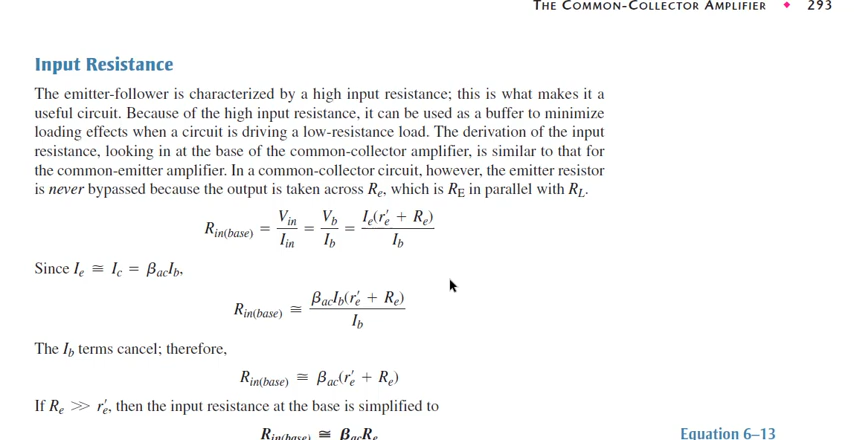 THE COMMON-COLLECTOR AMPLIFIER ◆ 293
Input Resistance
The emitter-follower is characterized by a high input resistance; this is what makes it a
useful circuit. Because of the high input resistance, it can be used as a buffer to minimize
loading effects when a circuit is driving a low-resistance load. The derivation of the input
resistance, looking in at the base of the common-collector amplifier, is similar to that for
the common-emitter amplifier. In a common-collector circuit, however, the emitter resistor
is never bypassed because the output is taken across Re, which is RE in parallel with RL.
Rin(base) = Vin/Iin = Vb/Ib = Ie(r′e + Re)/Ib
Since Ie ≅ Ic = βacIb,
Rin(base) ≅ βacIb(r′e + Re)/Ib
The Ib terms cancel; therefore,
Rin(base) ≅ βac(r′e + Re)
If Re >> r′e, then the input resistance at the base is simplified to
Rin(base) ≅ βacRe Equation 6–13